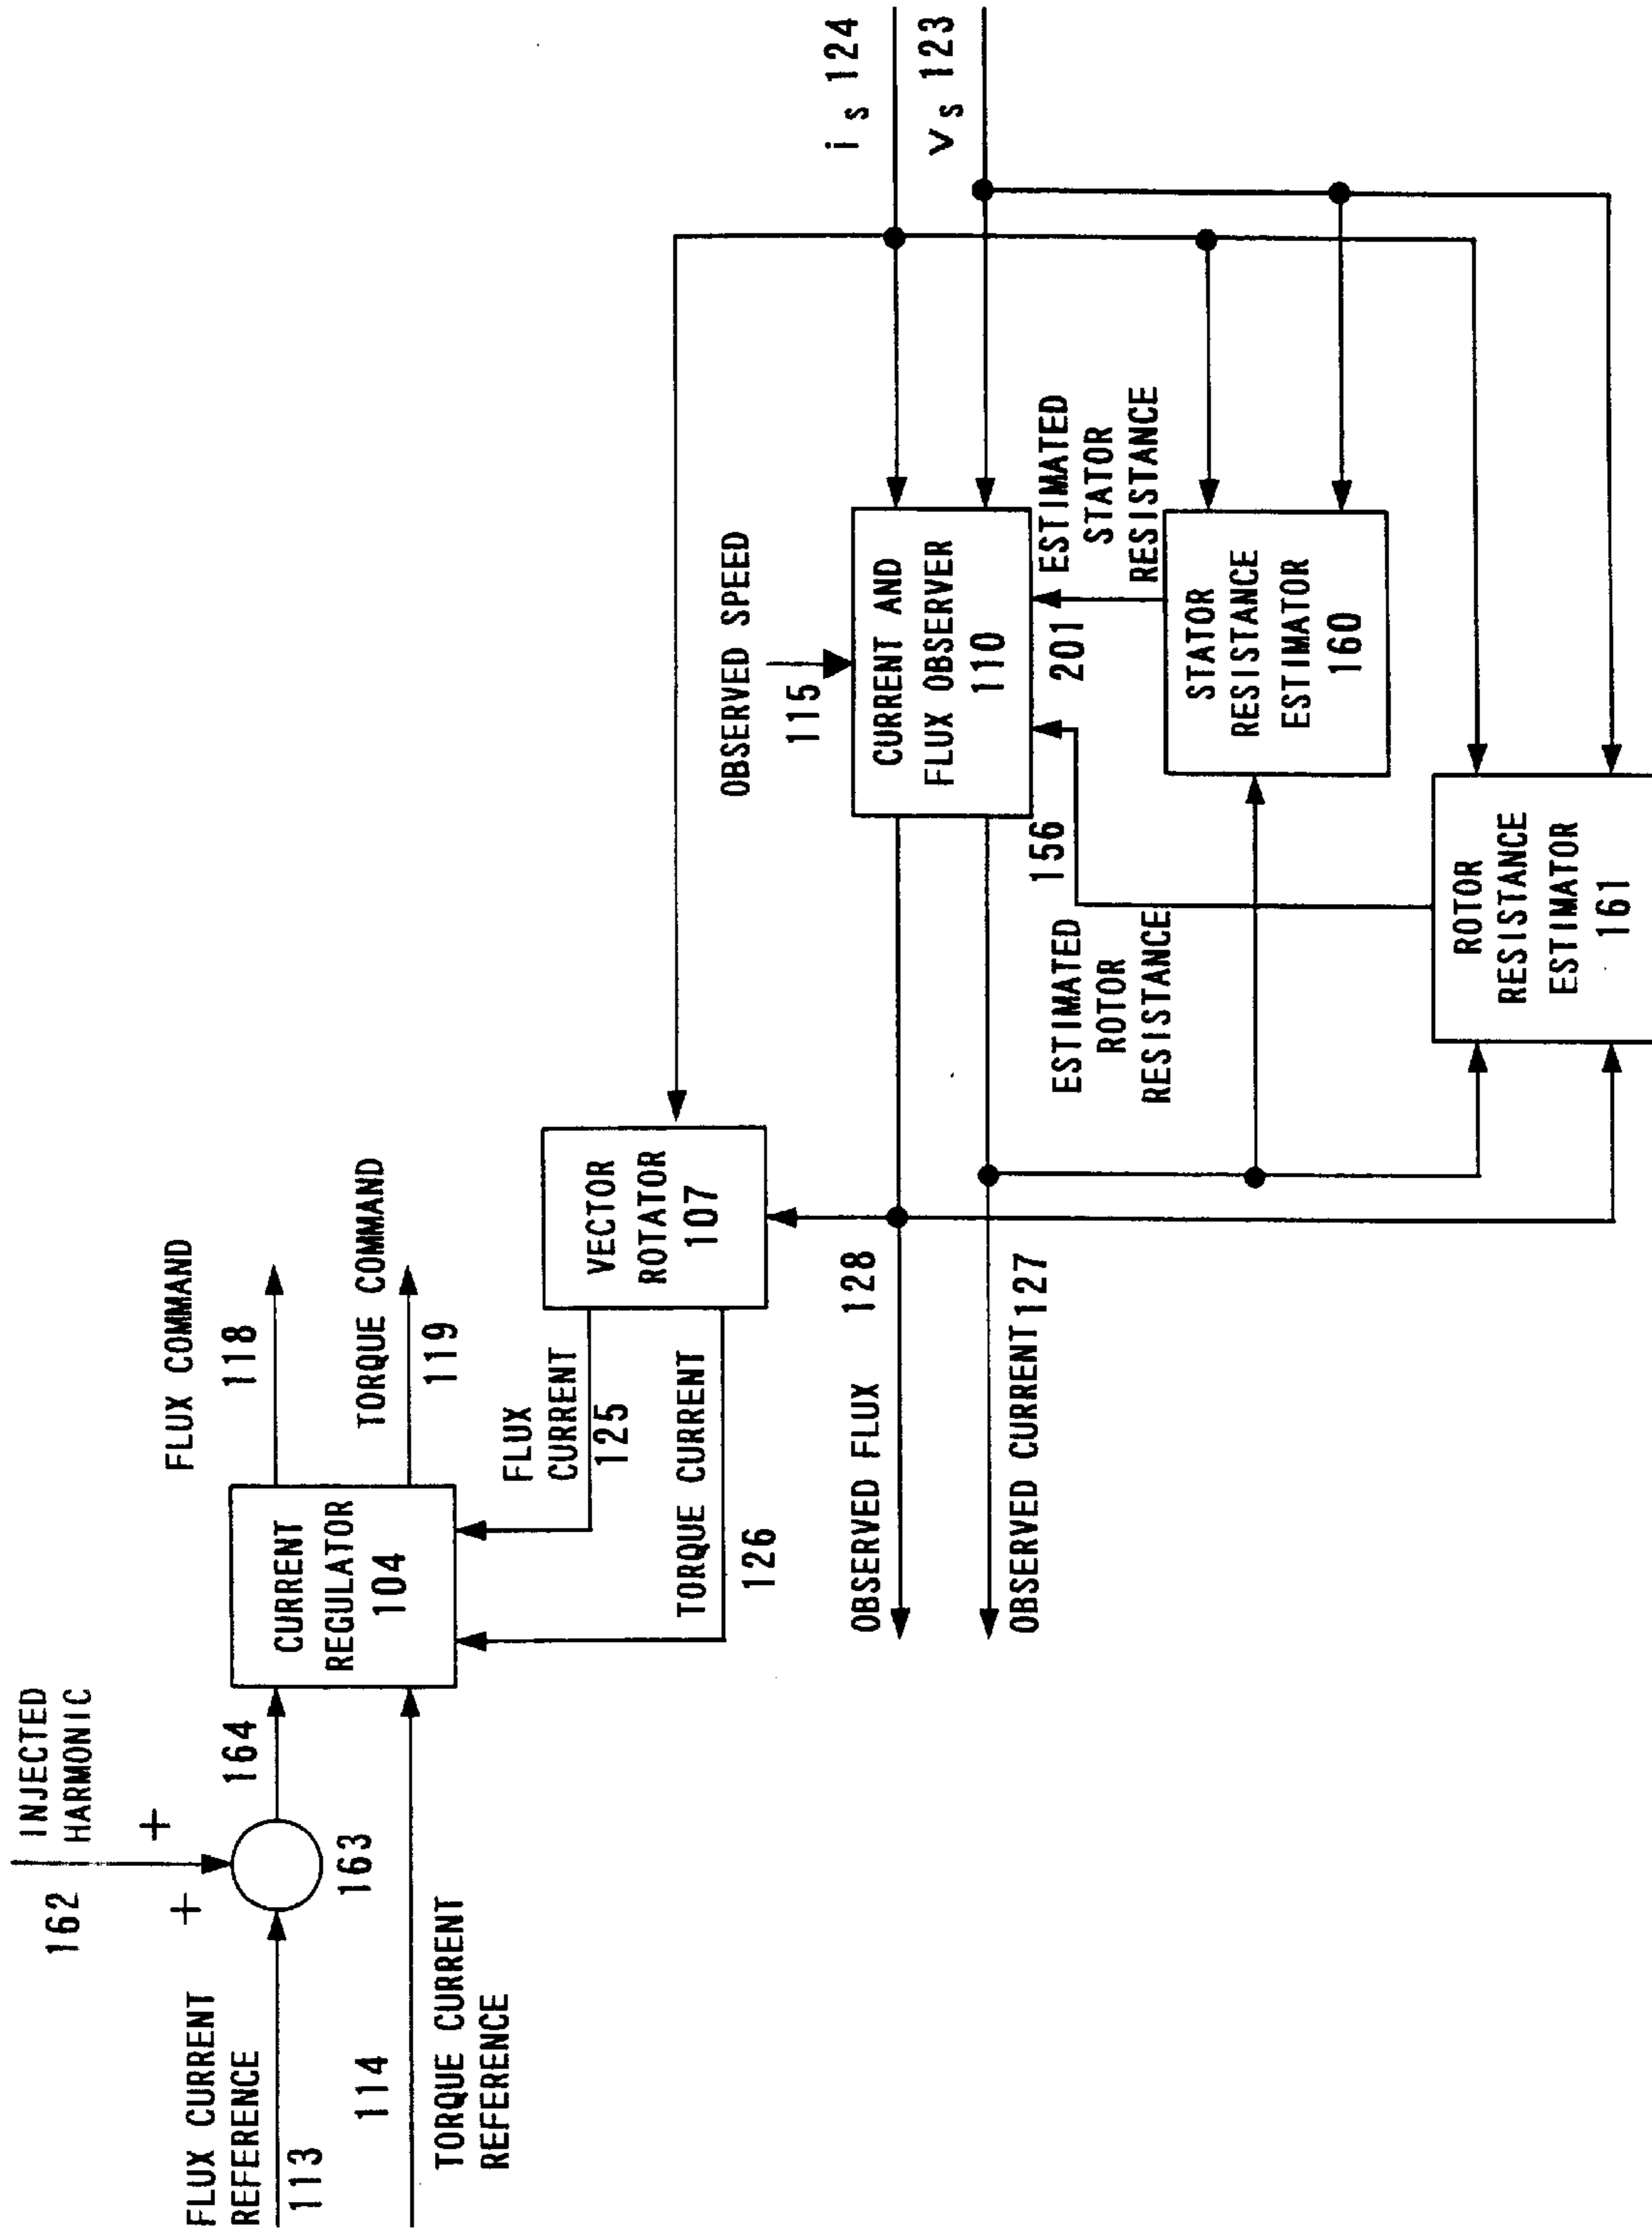 INJECTED
HARMONIC
162
+
+
163
164
FLUX CURRENT
REFERENCE
113
114
TORQUE CURRENT
REFERENCE
CURRENT
REGULATOR
104
FLUX COMMAND
118
TORQUE COMMAND
119
FLUX
CURRENT
125
TORQUE CURRENT
126
VECTOR
ROTATOR
107
OBSERVED FLUX 128
OBSERVED CURRENT 127
OBSERVED SPEED
115
CURRENT AND
FLUX OBSERVER
110
i s 124
v s 123
156
ESTIMATED
ROTOR
RESISTANCE
201
ESTIMATED
STATOR
RESISTANCE
STATOR
RESISTANCE
ESTIMATOR
160
ROTOR
RESISTANCE
ESTIMATOR
161